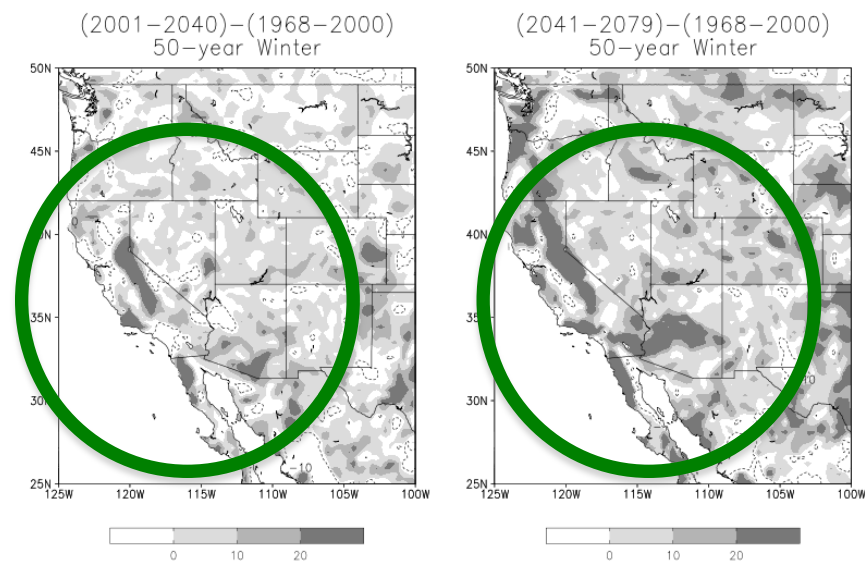 (2001-2040)-(1968-2000)
50-year Winter
50N
45N
40N
35N
30N
25N
125W 120W 115W 110W 105W 100W
0
-10
0 10 20
(2041-2079)-(1968-2000)
50-year Winter
50N
45N
40N
35N
30N
25N
125W 120W 115W 110W 105W 100W
0 10 20